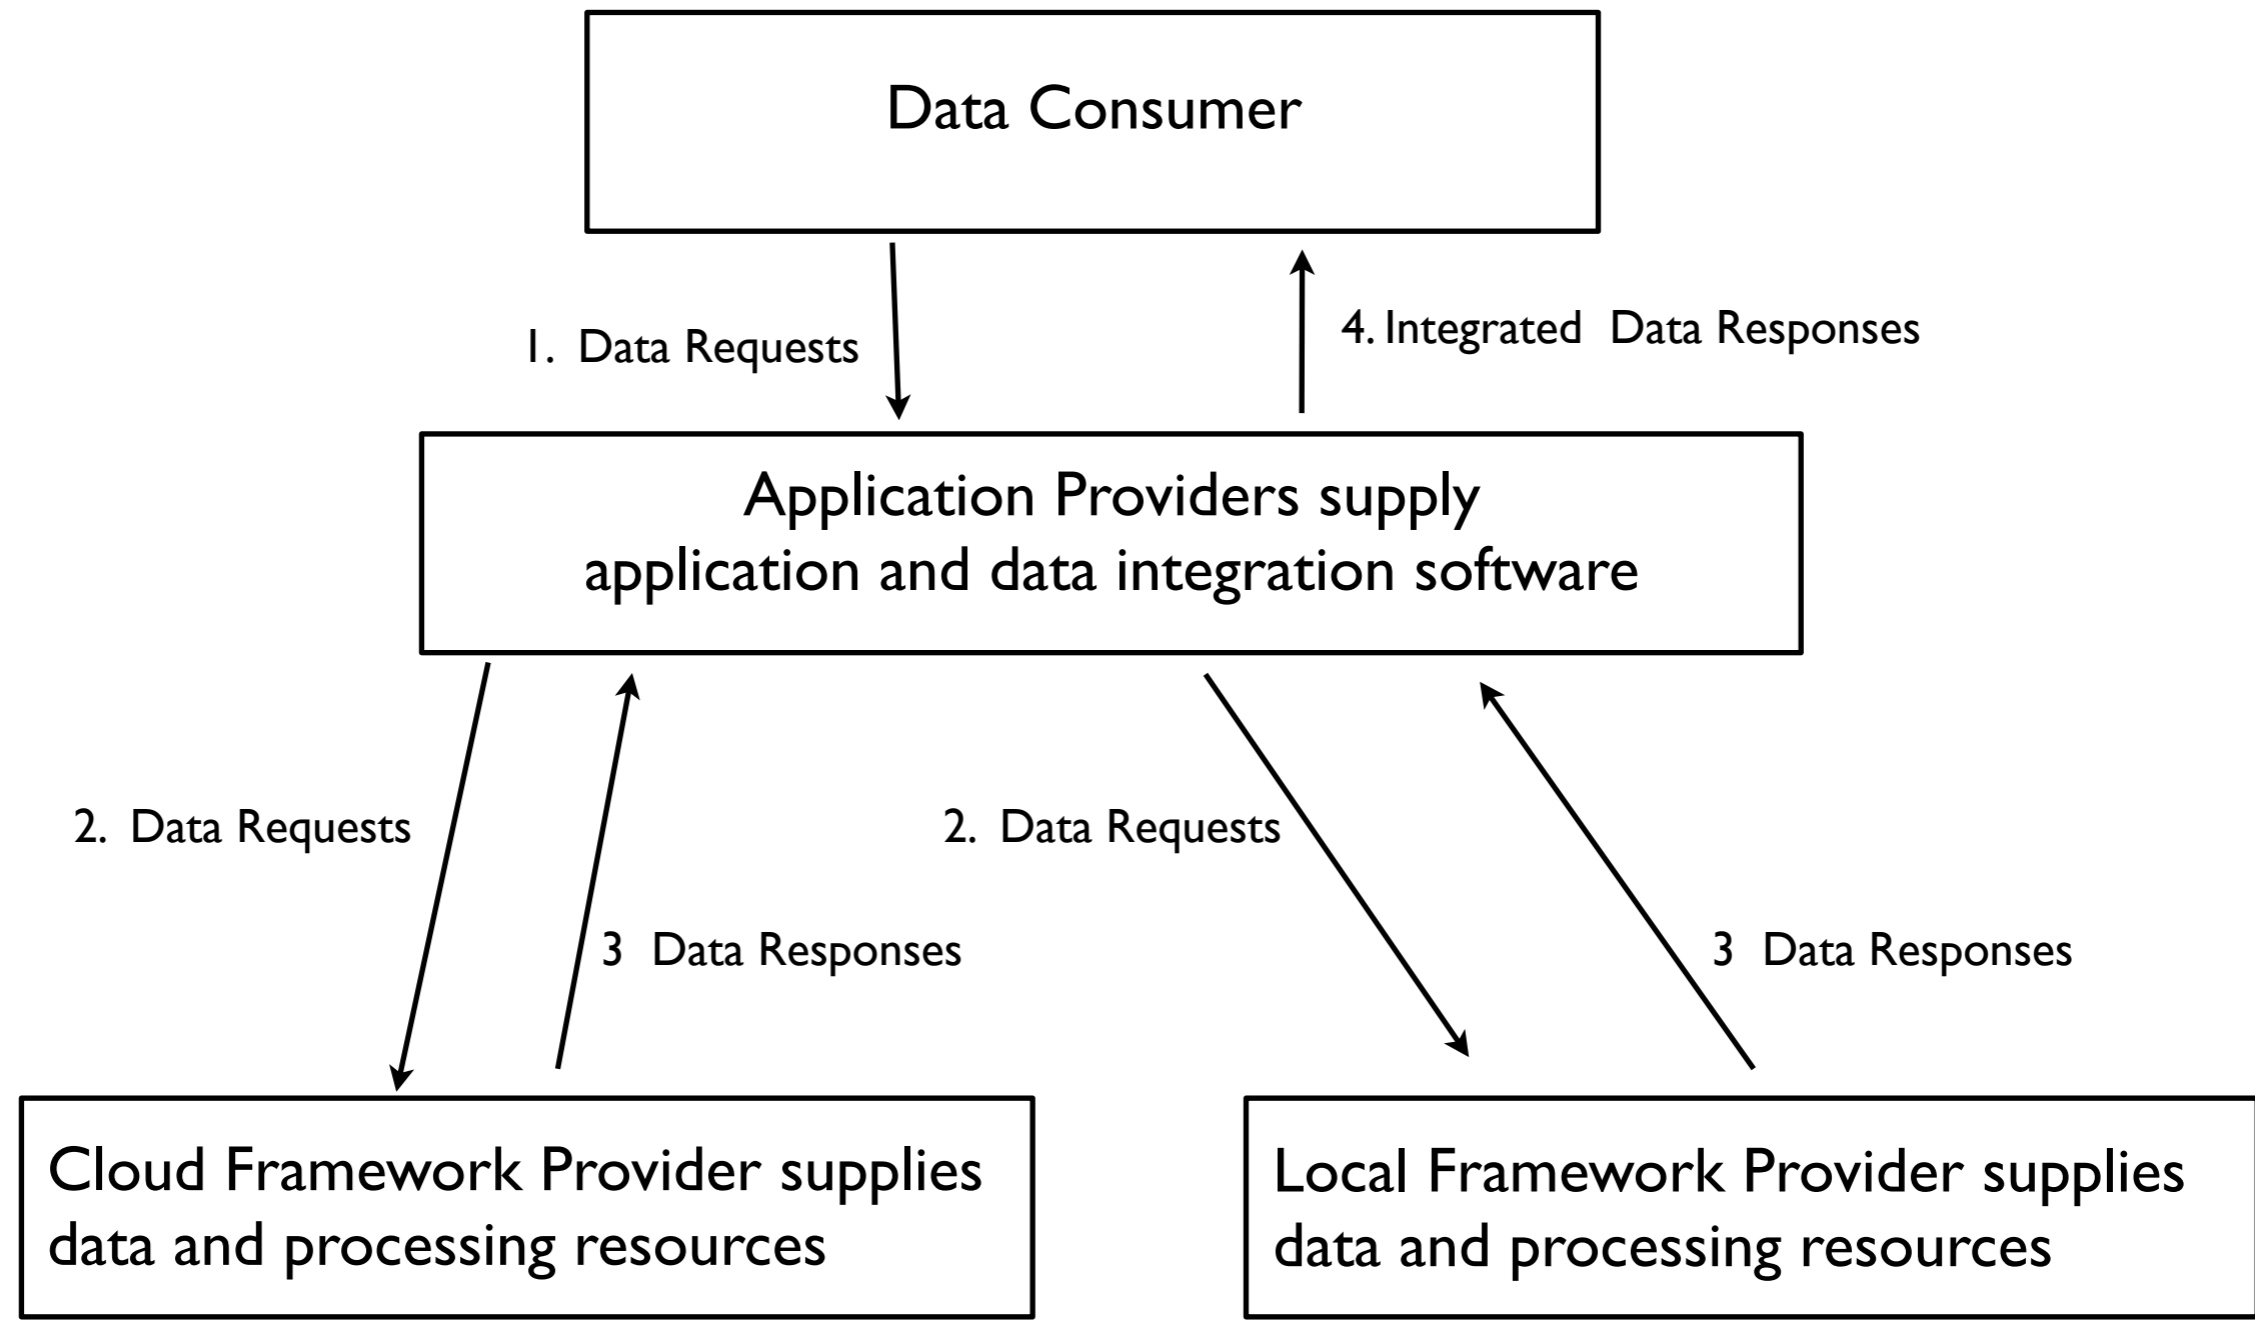 Data Consumer
1. Data Requests
4. Integrated Data Responses
Application Providers supply
application and data integration software
2. Data Requests
2. Data Requests
3 Data Responses
3 Data Responses
Cloud Framework Provider supplies
data and processing resources
Local Framework Provider supplies
data and processing resources